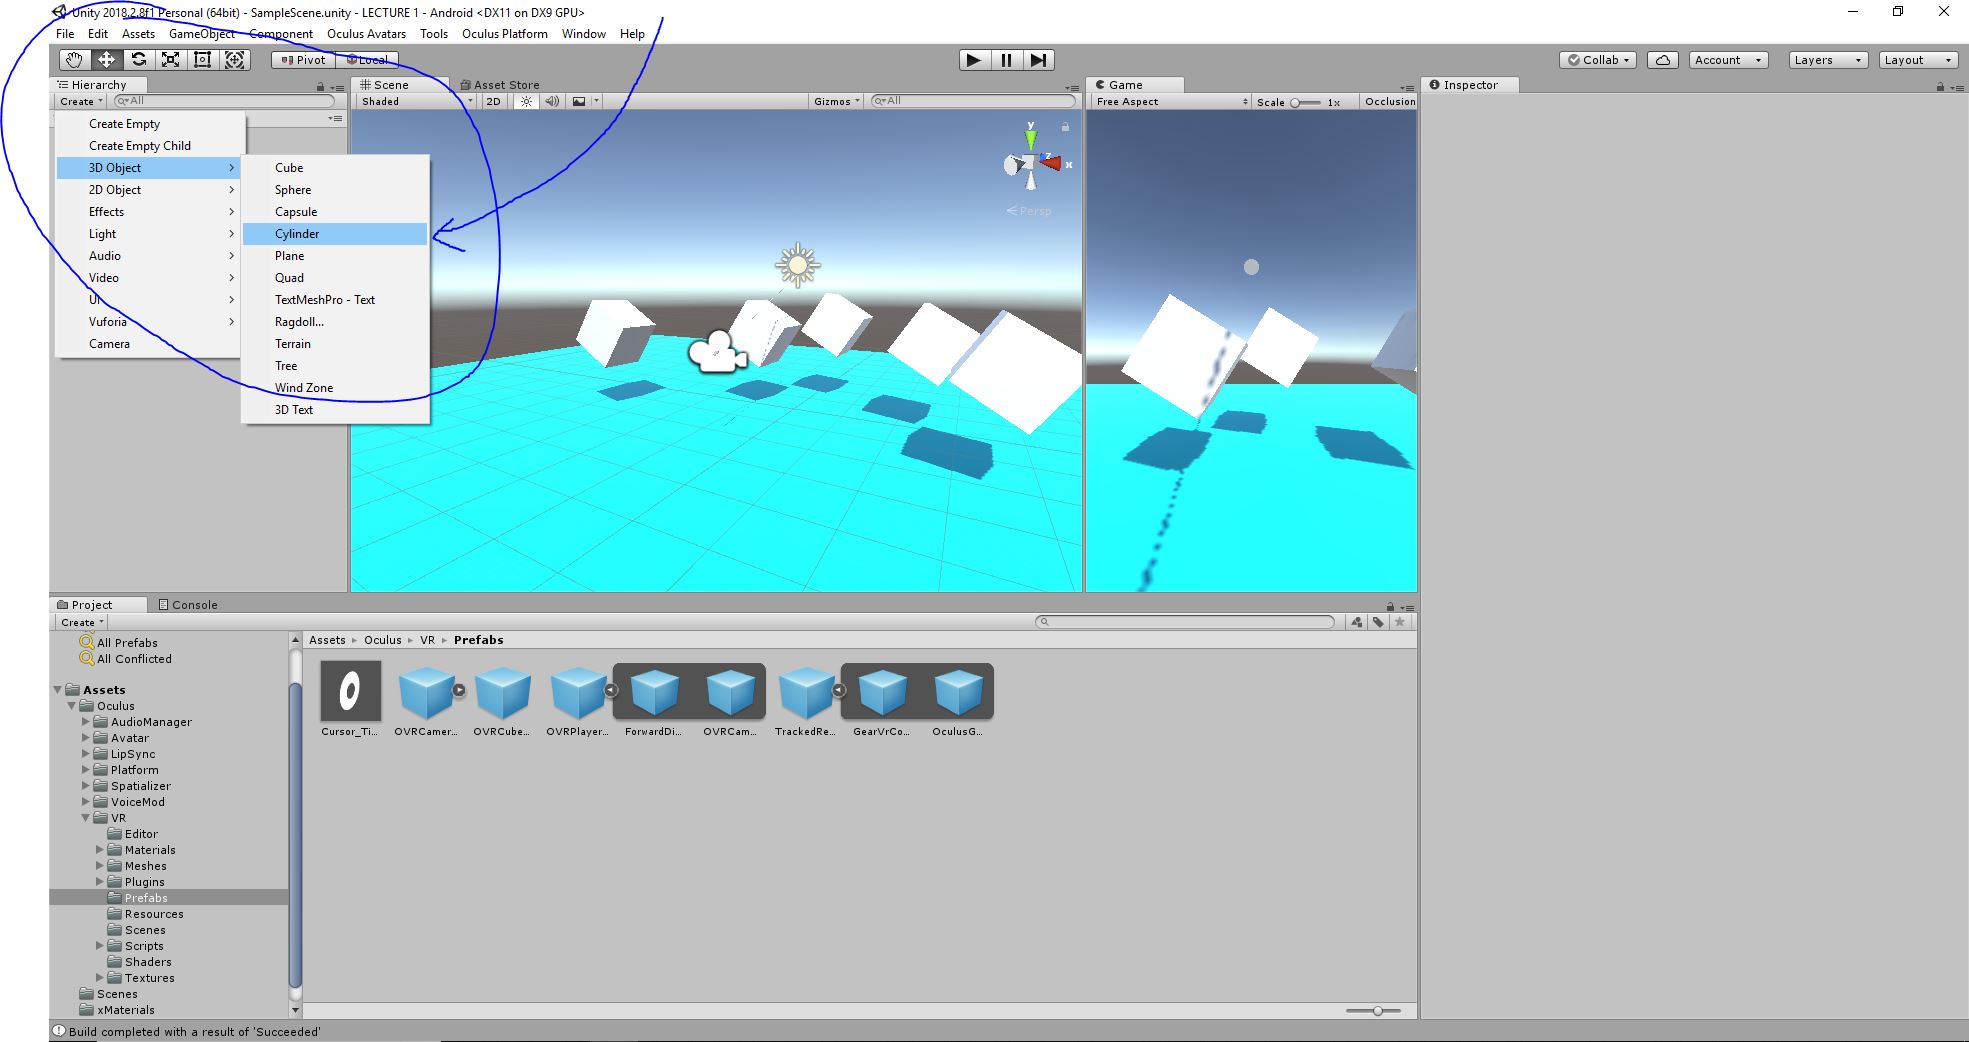 Unity 2018.2.8f1 Personal (64bit) - SampleScene.unity - LECTURE 1 - Android <DX11 on DX9 GPU>
File Edit Assets GameObject Component Oculus Avatars Tools Oculus Platform Window Help
Pivot Local Collab Account Layers Layout
Hierarchy Scene Asset Store Game Inspector
Create All Shaded 2D Gizmos All Free Aspect Scale 1x Occlusion
Create Empty
Create Empty Child
3D Object
2D Object
Effects
Light
Audio
Video
UI
Vuforia
Camera
Cube
Sphere
Capsule
Cylinder
Plane
Quad
TextMeshPro - Text
Ragdoll...
Terrain
Tree
Wind Zone
3D Text
y
z
x
Persp
Project Console
Create
All Prefabs
All Conflicted
Assets
Oculus
AudioManager
Avatar
LipSync
Platform
Spatializer
VoiceMod
VR
Editor
Materials
Meshes
Plugins
Prefabs
Resources
Scenes
Scripts
Shaders
Textures
Scenes
xMaterials
Assets Oculus VR Prefabs
Cursor_Ti... OVRCamer... OVRCube... OVRPlayer... ForwardDi... OVRCam... TrackedRe... GearVrCo... OculusG...
Build completed with a result of 'Succeeded'